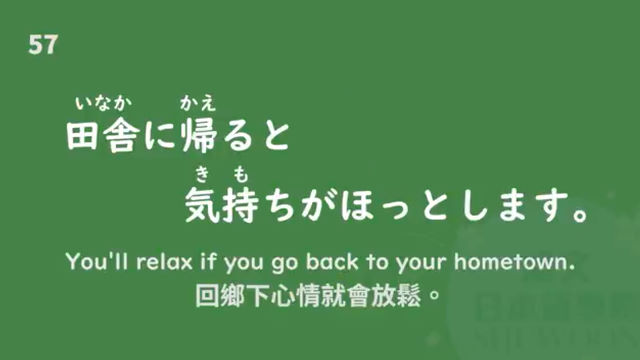 57
いなか かえ
田舎に帰ると
き も
気持ちがほっとします。
You'll relax if you go back to your hometown.
回鄉下心情就會放鬆。